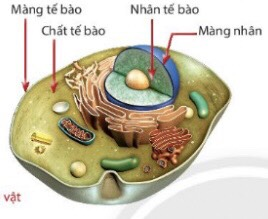 Màng tế bào
Nhân tế bào
Chất tế bào
Màng nhân
vật